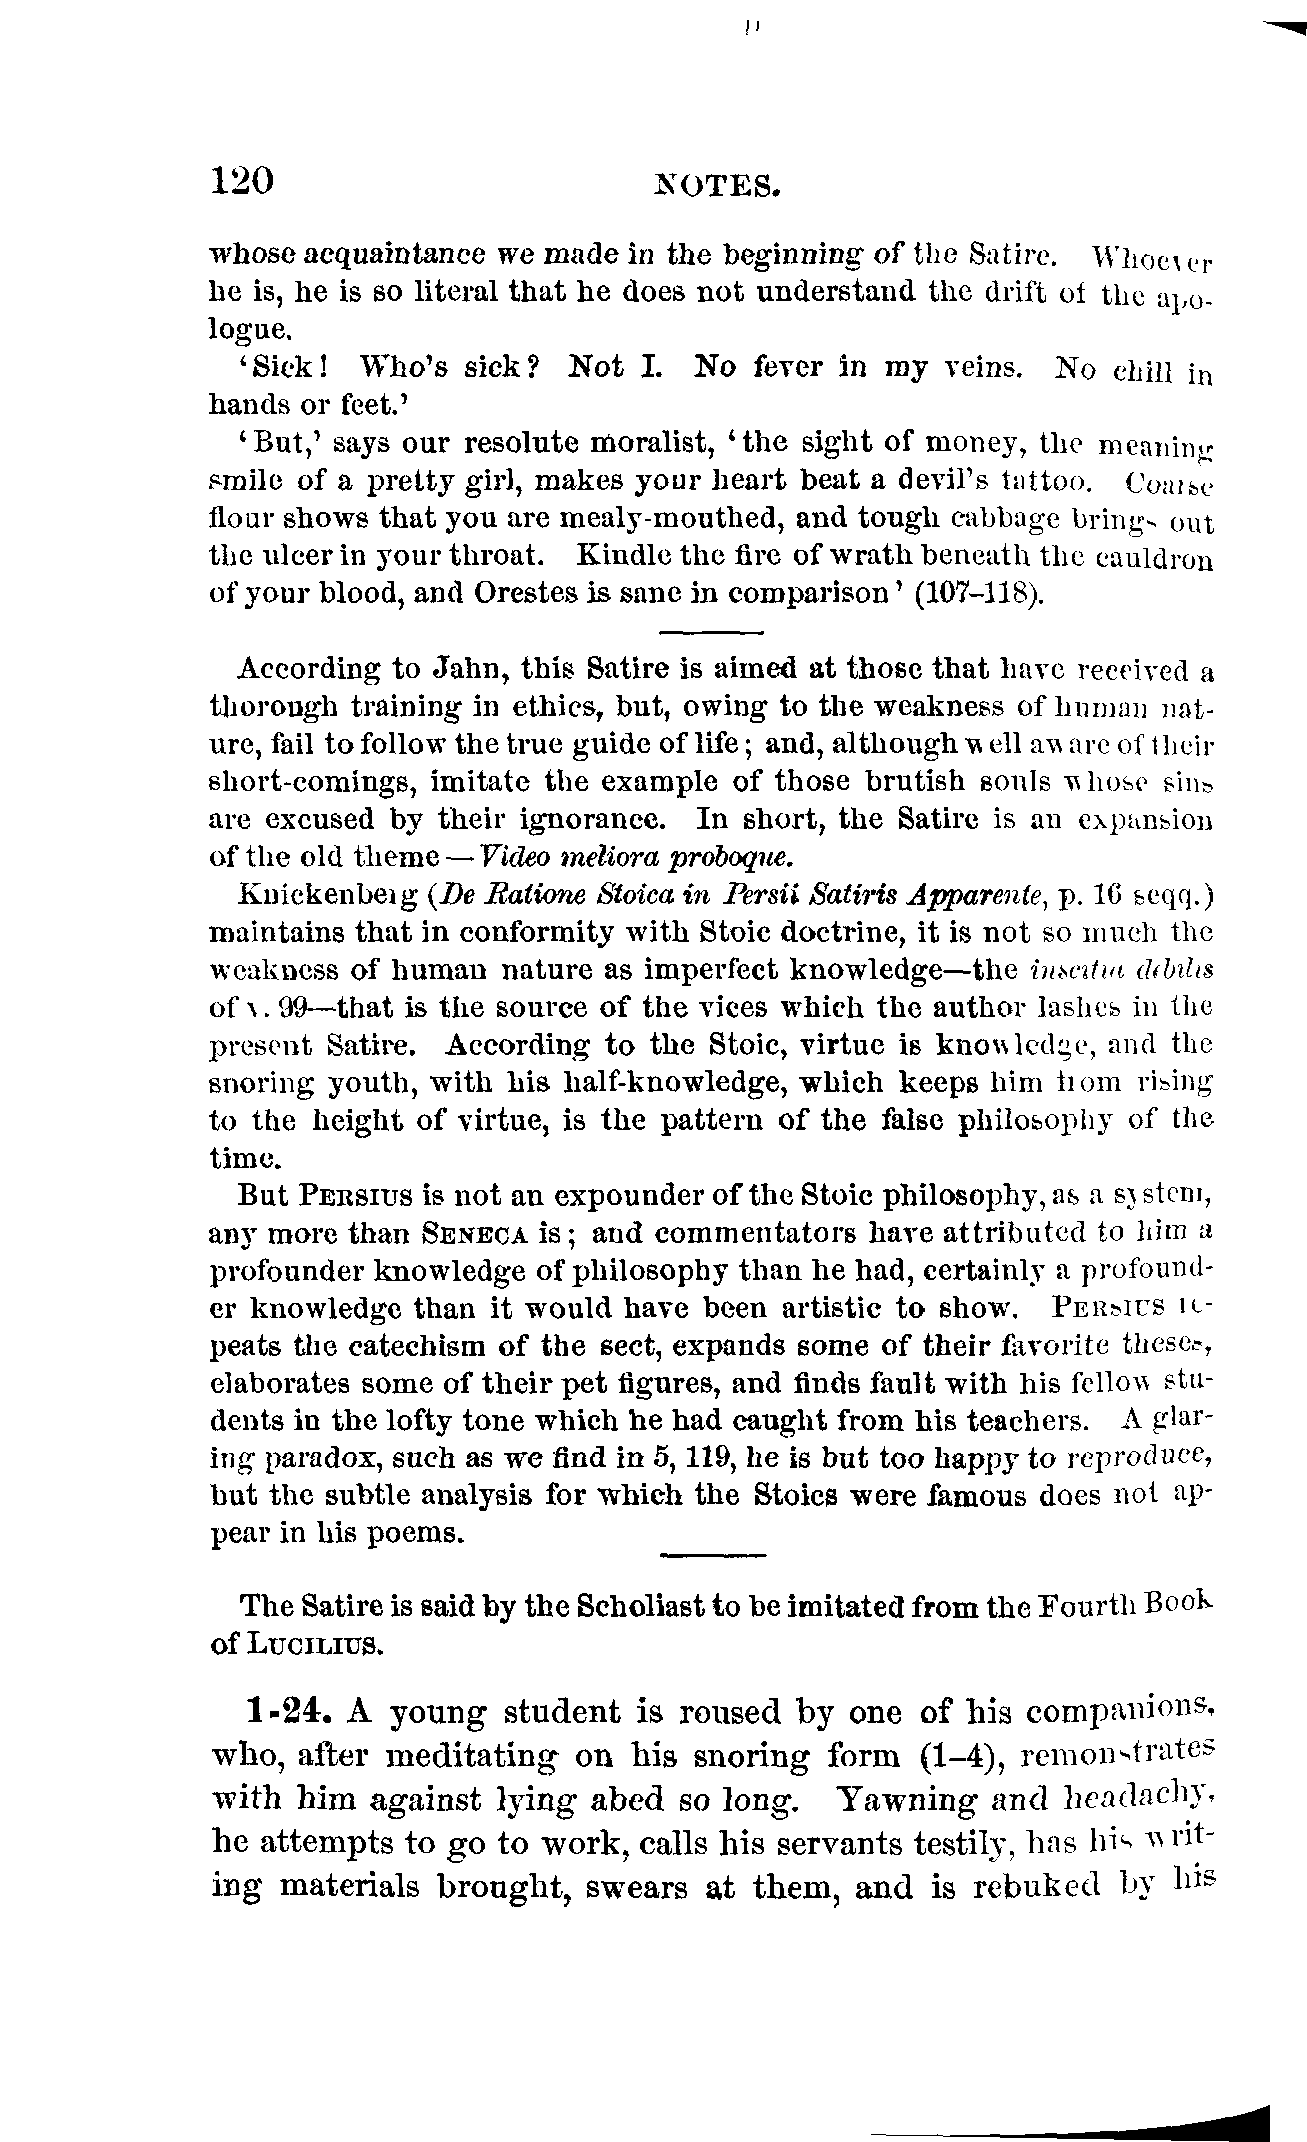 120 NOTES.
whose acquaintance we made in the beginning of the Satire. Whoever
he is, he is so literal that he does not understand the drift of the apo-
logue.
‘Sick! Who’s sick? Not I. No fever in my veins. No chill in
hands or feet.’
‘But,’ says our resolute moralist, ‘the sight of money, the meaning
smile of a pretty girl, makes your heart beat a devil’s tattoo. Coarse
flour shows that you are mealy-mouthed, and tough cabbage brings out
the ulcer in your throat. Kindle the fire of wrath beneath the cauldron
of your blood, and Orestes is sane in comparison’ (107–118).
According to Jahn, this Satire is aimed at those that have received a
thorough training in ethics, but, owing to the weakness of human nat-
ure, fail to follow the true guide of life; and, although well aware of their
short-comings, imitate the example of those brutish souls whose sins
are excused by their ignorance. In short, the Satire is an expansion
of the old theme — Video meliora proboque.
Knickenberg (De Ratione Stoica in Persii Satiris Apparente, p. 16 seqq.)
maintains that in conformity with Stoic doctrine, it is not so much the
weakness of human nature as imperfect knowledge—the inscitia debilis
of v. 99—that is the source of the vices which the author lashes in the
present Satire. According to the Stoic, virtue is knowledge, and the
snoring youth, with his half-knowledge, which keeps him from rising
to the height of virtue, is the pattern of the false philosophy of the
time.
But PERSIUS is not an expounder of the Stoic philosophy, as a system,
any more than SENECA is; and commentators have attributed to him a
profounder knowledge of philosophy than he had, certainly a profound-
er knowledge than it would have been artistic to show. PERSIUS re-
peats the catechism of the sect, expands some of their favorite theses,
elaborates some of their pet figures, and finds fault with his fellow stu-
dents in the lofty tone which he had caught from his teachers. A glar-
ing paradox, such as we find in 5, 119, he is but too happy to reproduce,
but the subtle analysis for which the Stoics were famous does not ap-
pear in his poems.
The Satire is said by the Scholiast to be imitated from the Fourth Book
of LUCILIUS.
1-24. A young student is roused by one of his companions,
who, after meditating on his snoring form (1–4), remonstrates
with him against lying abed so long. Yawning and headachy,
he attempts to go to work, calls his servants testily, has his writ-
ing materials brought, swears at them, and is rebuked by his